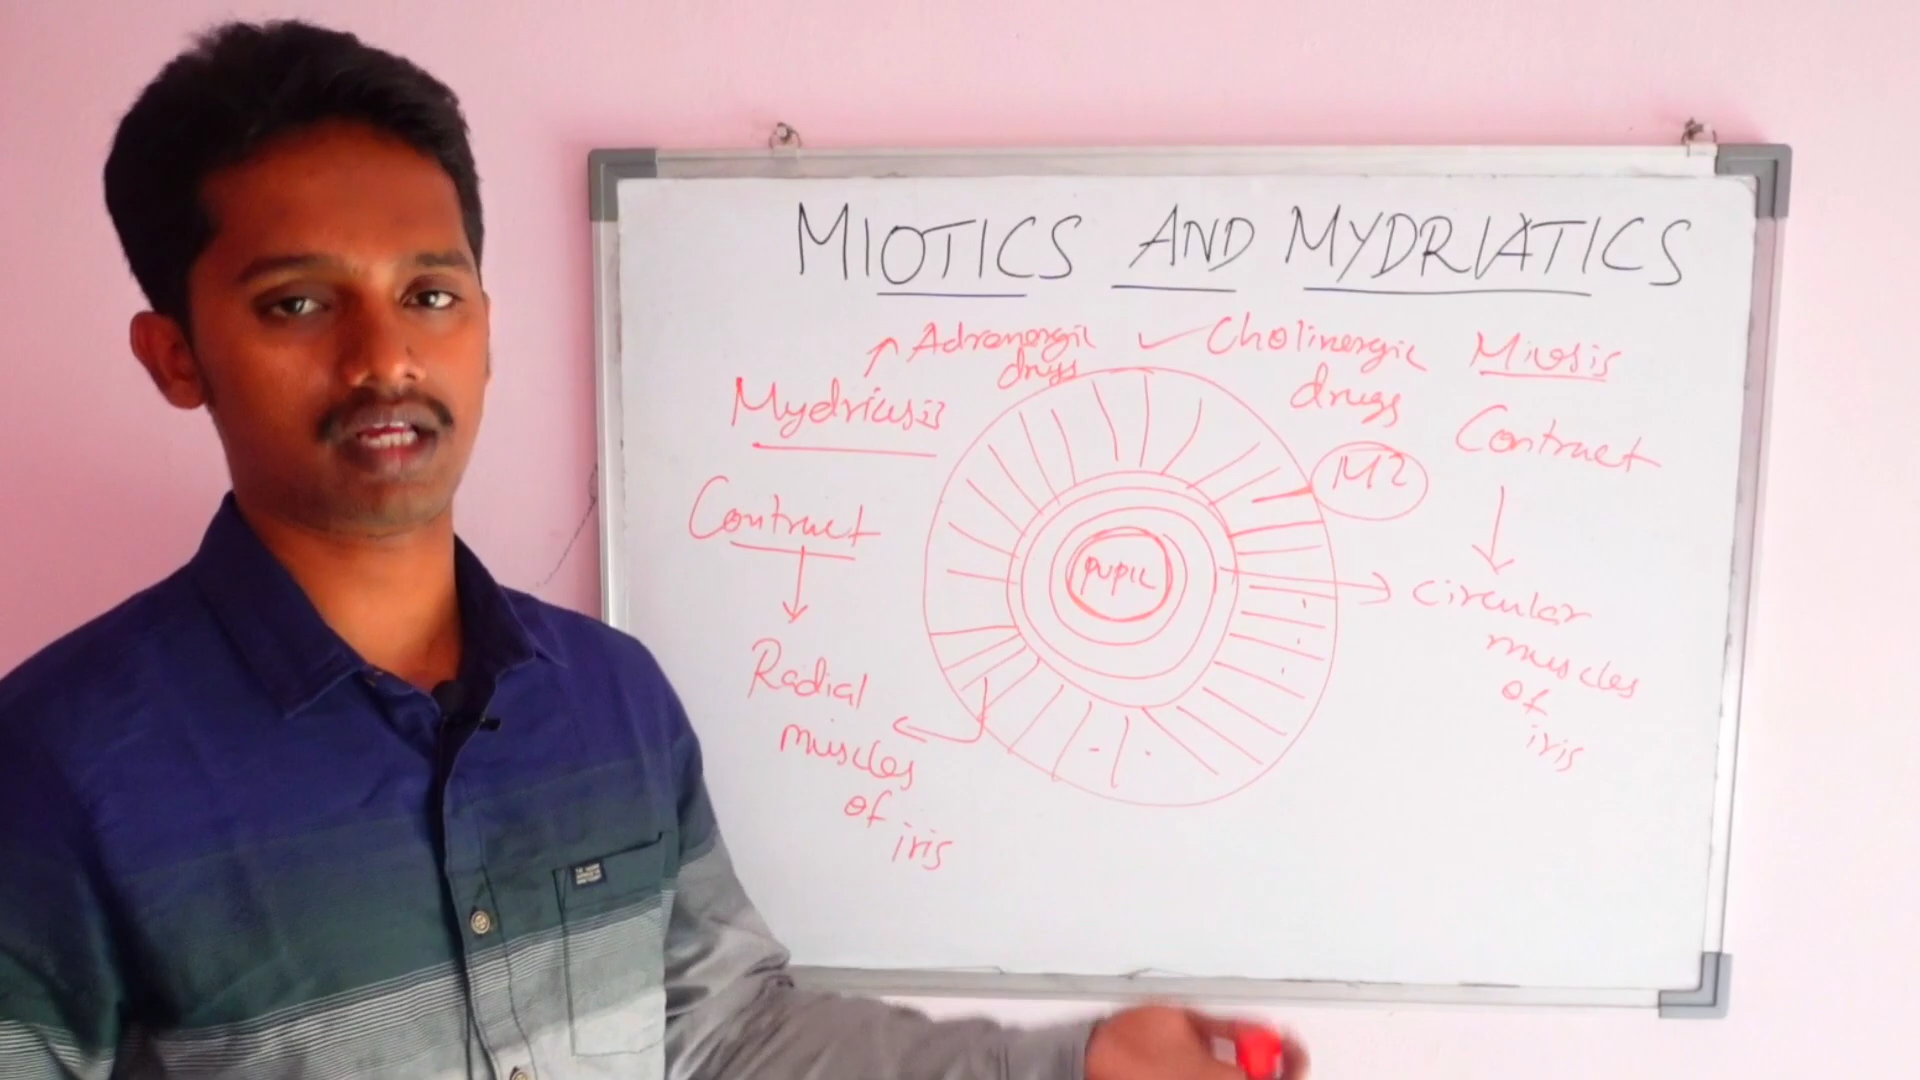 MIOTICS AND MYDRIATICS
↑ Adrenergic drugs
✓ Cholinergic drugs
Miosis
Mydriasis
Contract
M2
Contract
pupil
circular
muscles
of
iris
Radial
muscles
of
iris